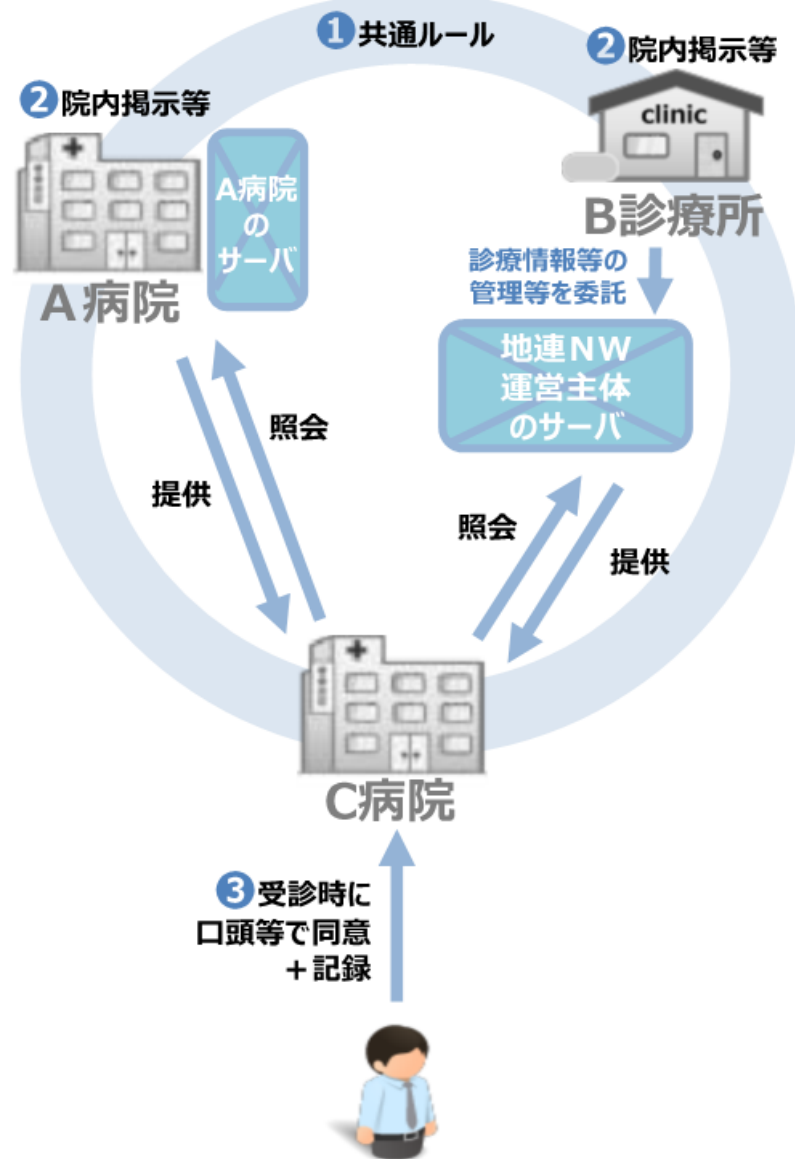 ❶共通ルール
❷院内掲示等
❷院内掲示等
clinic
A病院
の
サーバ
B診療所
A病院
診療情報等の
管理等を委託
地連NW
運営主体
のサーバ
照会
提供
照会
提供
C病院
❸受診時に
口頭等で同意
+記録